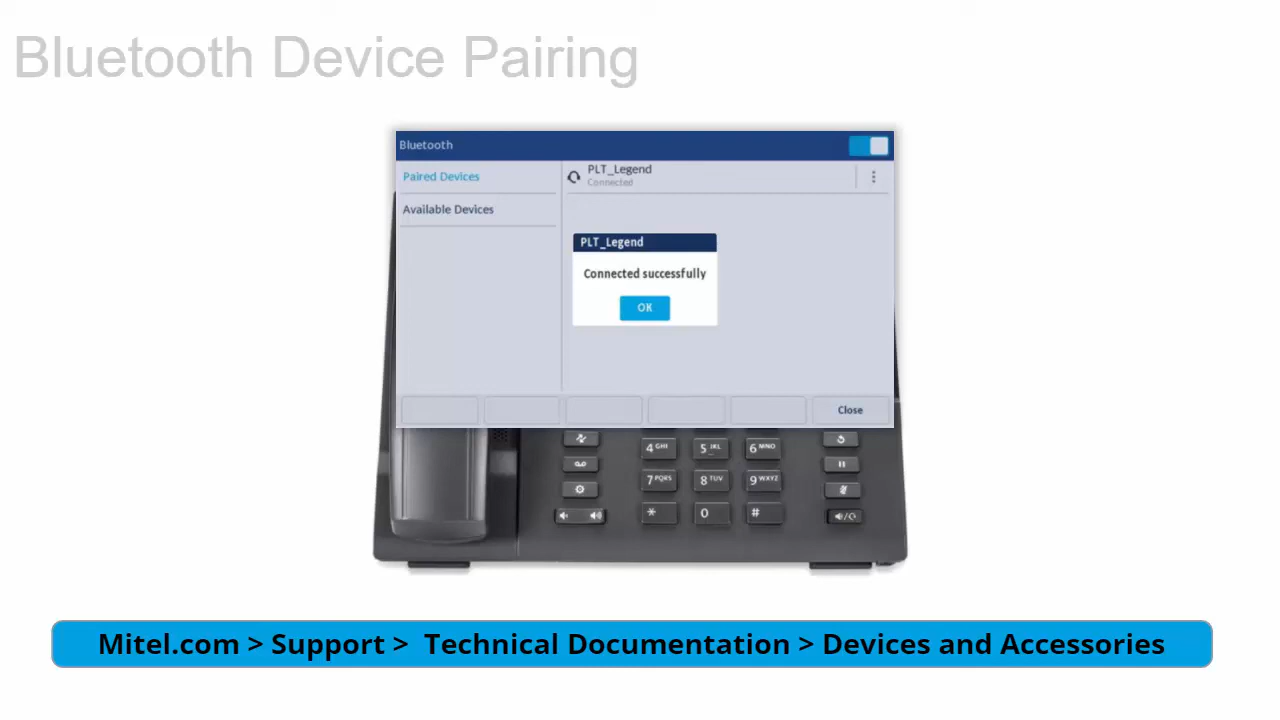 Bluetooth Device Pairing
Bluetooth
Paired Devices
PLT_Legend
Connected
Available Devices
PLT_Legend
Connected successfully
OK
Close
4 GHI 5 JKL 6 MNO
7 PQRS 8 TUV 9 WXYZ
* 0 #
Mitel.com > Support > Technical Documentation > Devices and Accessories